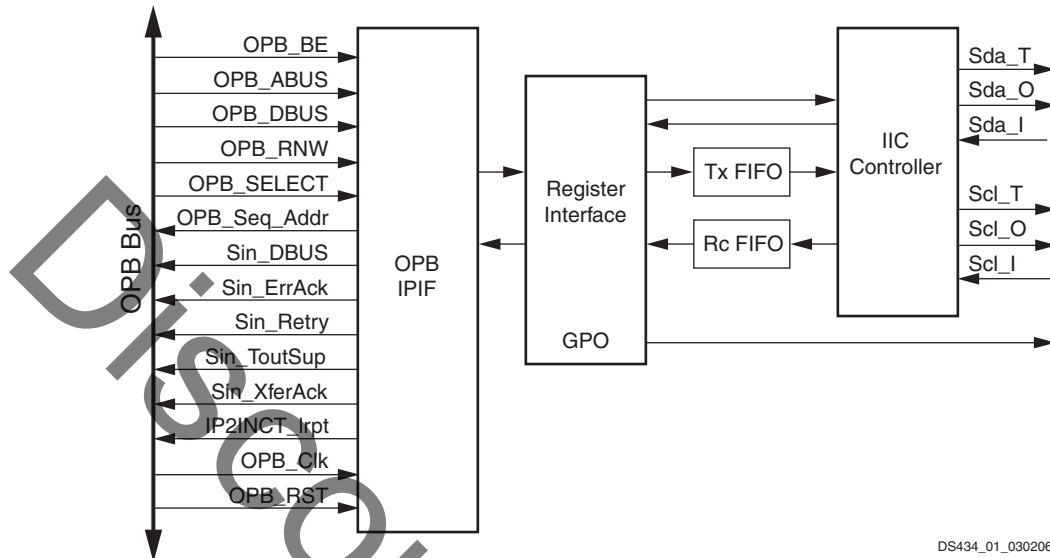 OPB Bus
OPB_BE
OPB_ABUS
OPB_DBUS
OPB_RNW
OPB_SELECT
OPB_Seq_Addr
Sin_DBUS
Sin_ErrAck
Sin_Retry
Sin_ToutSup
Sin_XferAck
IP2INCT_Irpt
OPB_Clk
OPB_RST
OPB
IPIF
Register
Interface
GPO
Tx FIFO
Rc FIFO
IIC
Controller
Sda_T
Sda_O
Sda_I
Scl_T
Scl_O
Scl_I
DS434_01_030206